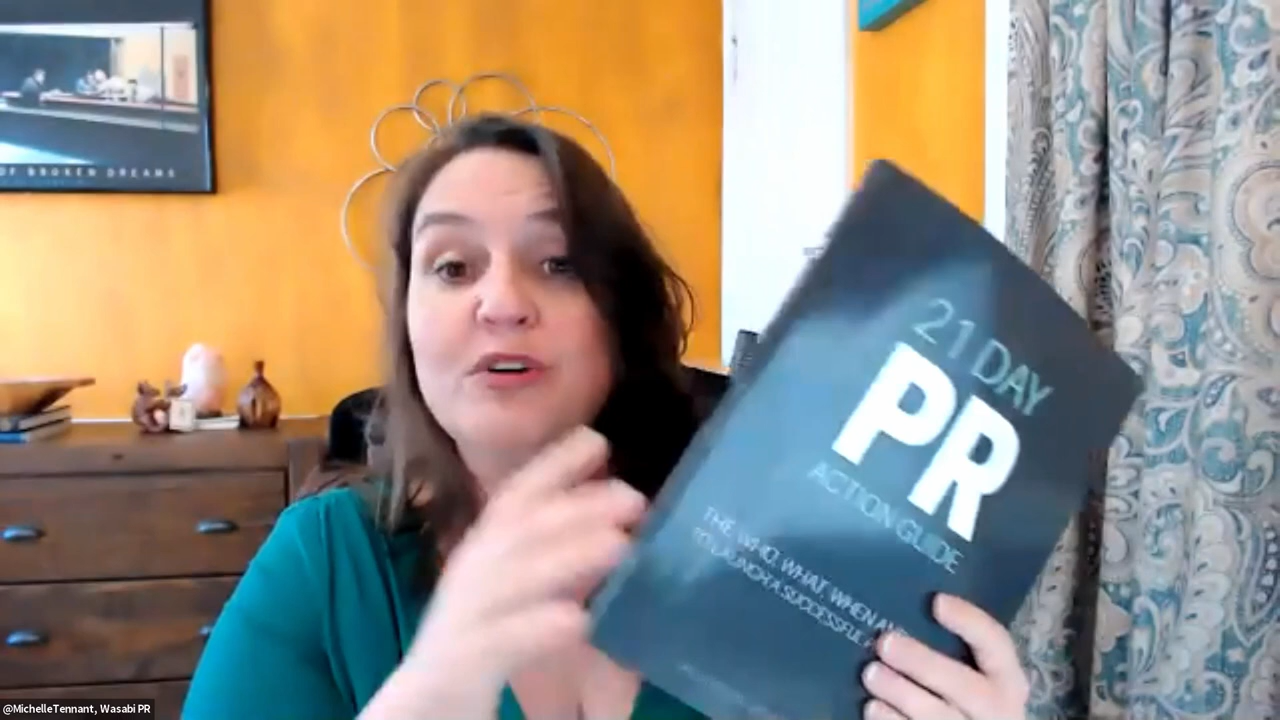 OF BROKEN DREAMS
21 DAY
PR
ACTION GUIDE
THE WHO, WHAT, WHEN AND
TO LAUNCH A SUCCESSFUL
@MichelleTennant, Wasabi PR